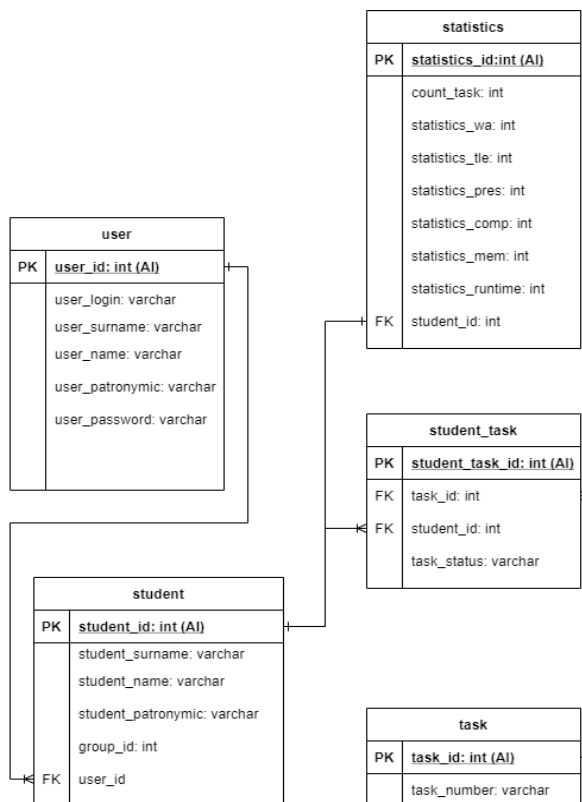 statistics
PK statistics_id:int (AI)
count_task: int
statistics_wa: int
statistics_tle: int
statistics_pres: int
statistics_comp: int
statistics_mem: int
statistics_runtime: int
FK student_id: int
user
PK user_id: int (AI)
user_login: varchar
user_surname: varchar
user_name: varchar
user_patronymic: varchar
user_password: varchar
student_task
PK student_task_id: int (AI)
FK task_id: int
FK student_id: int
task_status: varchar
student
PK student_id: int (AI)
student_surname: varchar
student_name: varchar
student_patronymic: varchar
group_id: int
FK user_id
task
PK task_id: int (AI)
task_number: varchar